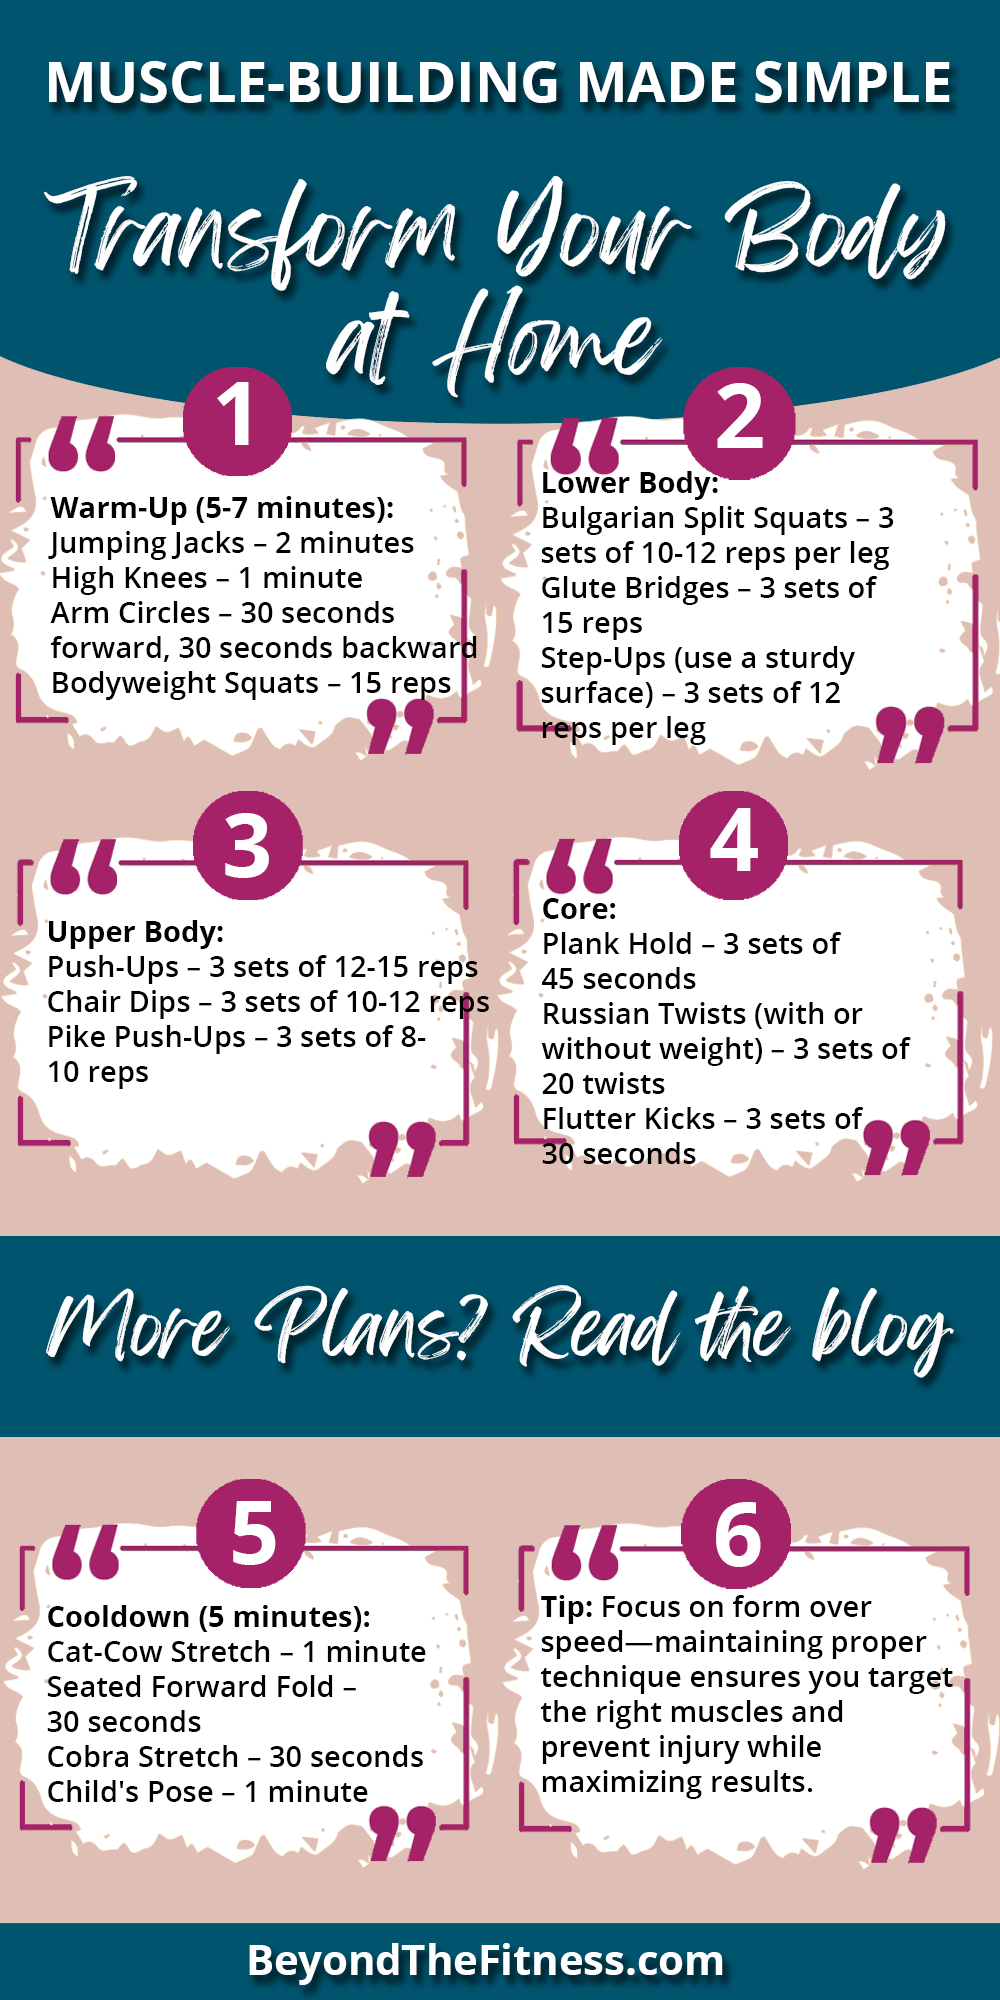 MUSCLE-BUILDING MADE SIMPLE
Transform Your Body
at Home
1
Warm-Up (5-7 minutes):
Jumping Jacks – 2 minutes
High Knees – 1 minute
Arm Circles – 30 seconds
forward, 30 seconds backward
Bodyweight Squats – 15 reps
2
Lower Body:
Bulgarian Split Squats – 3
sets of 10-12 reps per leg
Glute Bridges – 3 sets of
15 reps
Step-Ups (use a sturdy
surface) – 3 sets of 12
reps per leg
3
Upper Body:
Push-Ups – 3 sets of 12-15 reps
Chair Dips – 3 sets of 10-12 reps
Pike Push-Ups – 3 sets of 8-
10 reps
4
Core:
Plank Hold – 3 sets of
45 seconds
Russian Twists (with or
without weight) – 3 sets of
20 twists
Flutter Kicks – 3 sets of
30 seconds
More Plans? Read the blog
5
Cooldown (5 minutes):
Cat-Cow Stretch – 1 minute
Seated Forward Fold –
30 seconds
Cobra Stretch – 30 seconds
Child's Pose – 1 minute
6
Tip: Focus on form over
speed—maintaining proper
technique ensures you target
the right muscles and
prevent injury while
maximizing results.
BeyondTheFitness.com